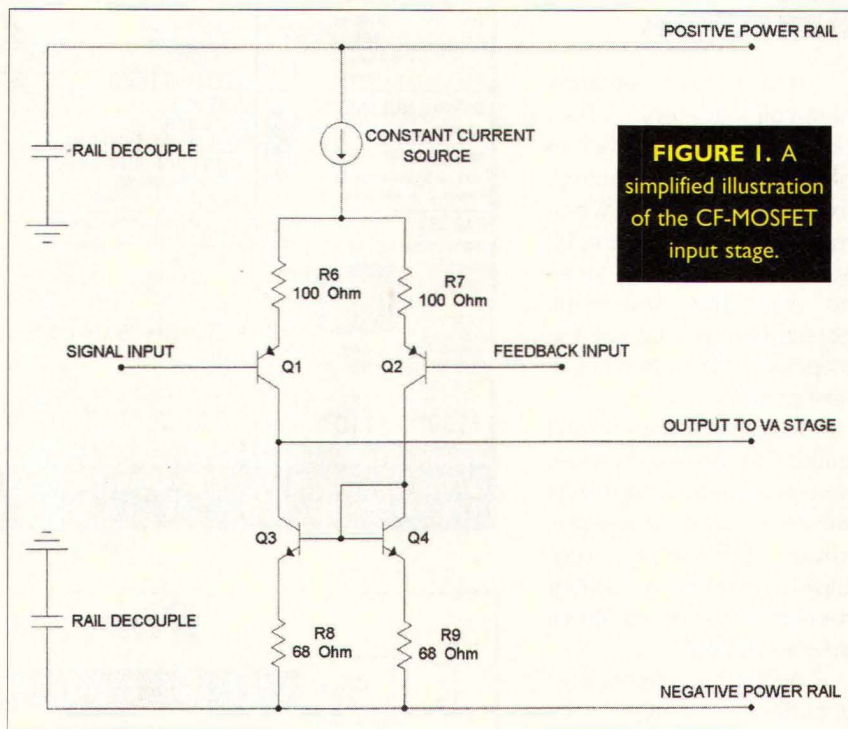 POSITIVE POWER RAIL
RAIL DECOUPLE
CONSTANT CURRENT
SOURCE
FIGURE 1. A
simplified illustration
of the CF-MOSFET
input stage.
R6
100 Ohm
R7
100 Ohm
SIGNAL INPUT
Q1
Q2
FEEDBACK INPUT
OUTPUT TO VA STAGE
Q3
Q4
RAIL DECOUPLE
R8
68 Ohm
R9
68 Ohm
NEGATIVE POWER RAIL